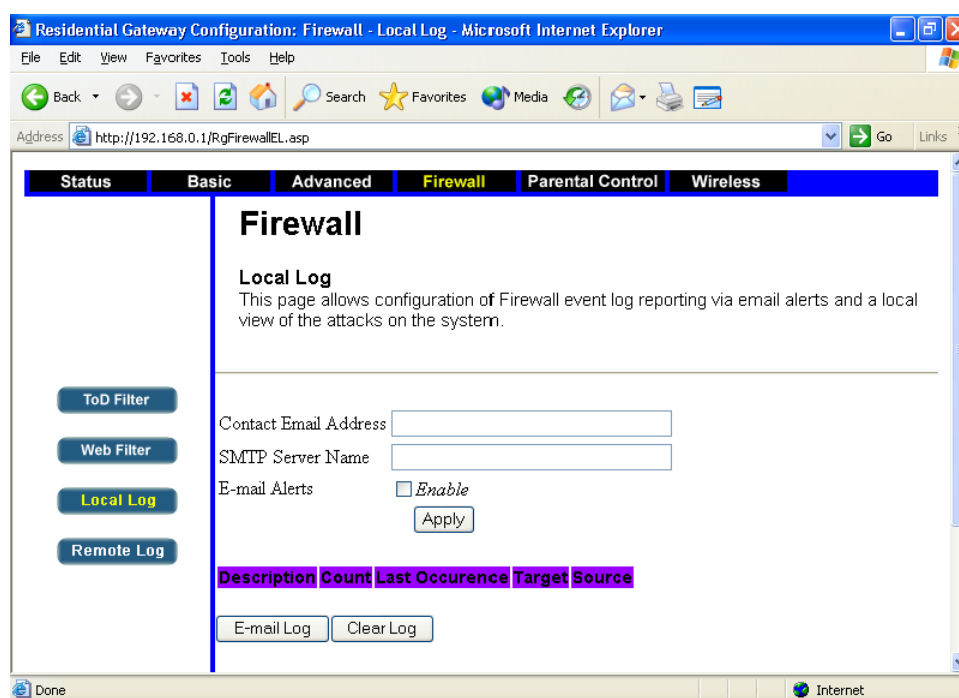 Residential Gateway Configuration: Firewall - Local Log - Microsoft Internet Explorer
File Edit View Favorites Tools Help
Back Search Favorites Media
Address http://192.168.0.1/RgFirewallEL.asp Go Links
Status Basic Advanced Firewall Parental Control Wireless
Firewall
Local Log
This page allows configuration of Firewall event log reporting via email alerts and a local
view of the attacks on the system.
ToD Filter
Web Filter
Local Log
Remote Log
Contact Email Address
SMTP Server Name
E-mail Alerts Enable
Apply
Description Count Last Occurence Target Source
E-mail Log Clear Log
Done Internet